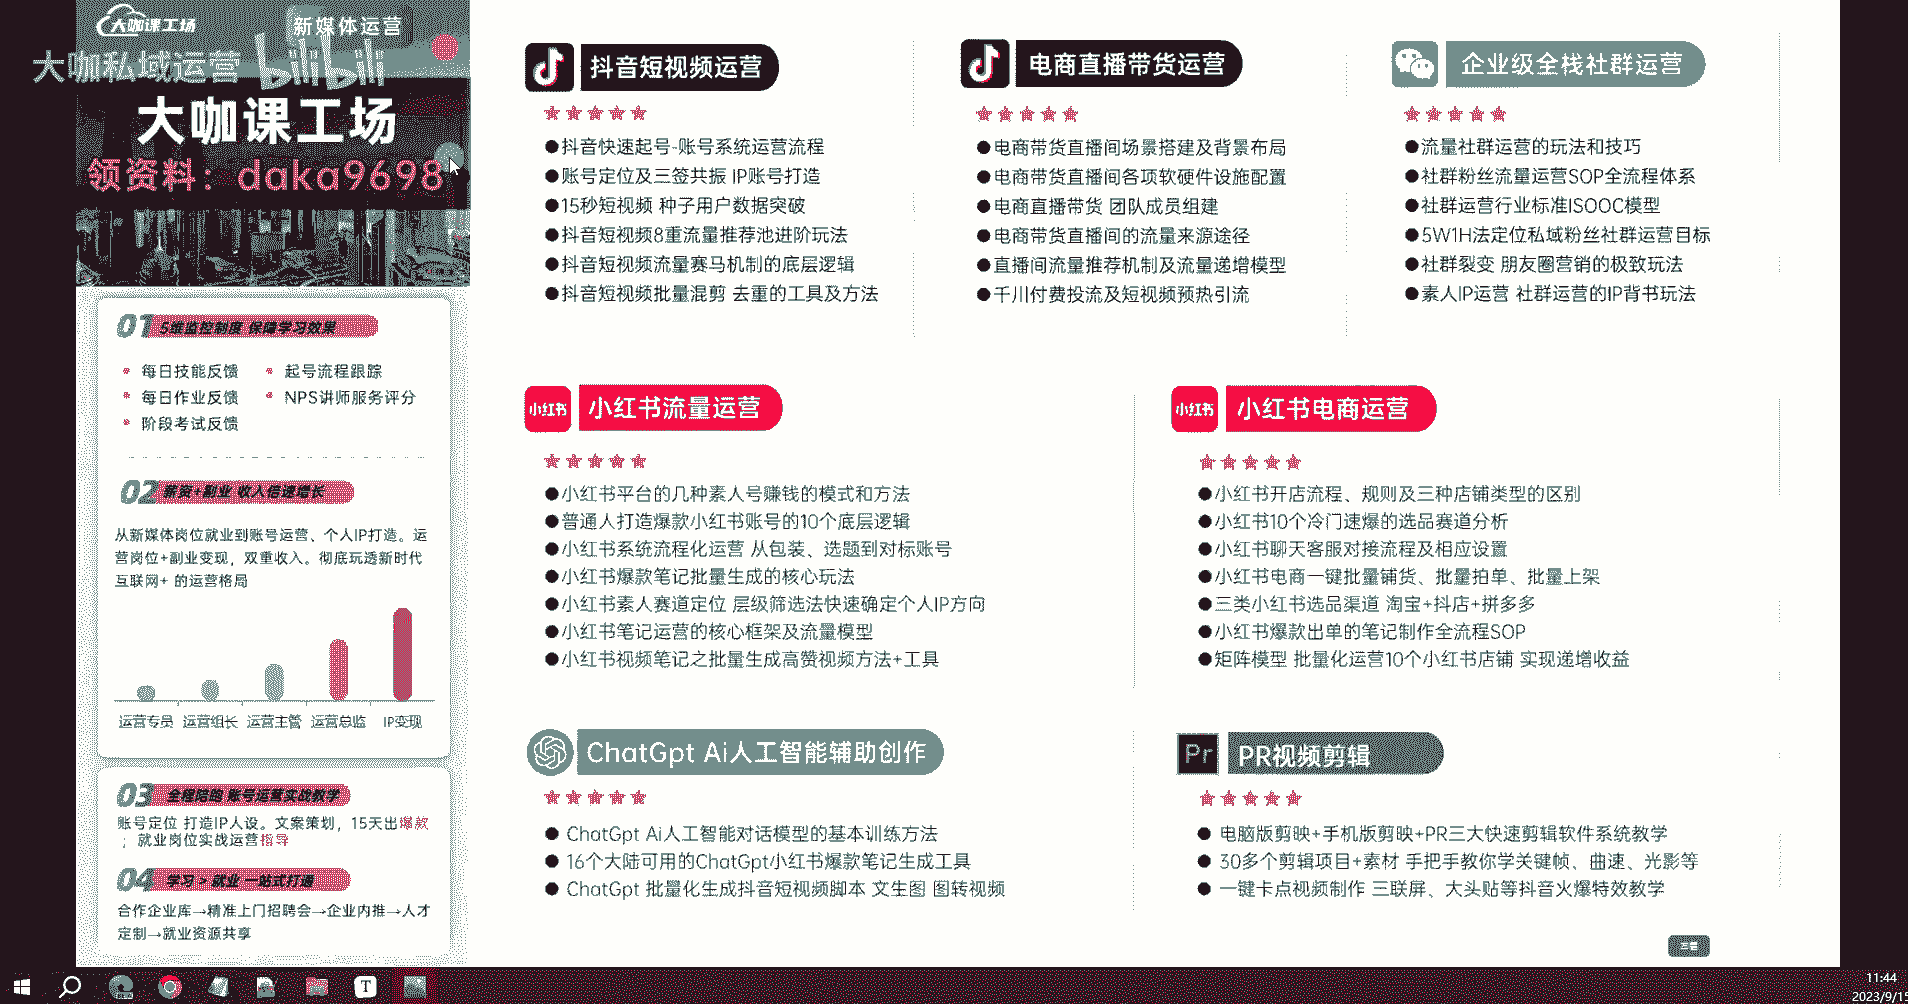 大咖课工场
新媒体运营
大咖私域运营 bilibili
大咖课工场
领资料：daka9698
01 5维监控制度 保障学习效果
每日技能反馈
起号流程跟踪
每日作业反馈
NPS讲师服务评分
阶段考试反馈
02 薪资+副业 收入倍速增长
从新媒体岗位就业到账号运营、个人IP打造。运
营岗位+副业变现，双重收入。彻底玩透新时代
互联网+ 的运营格局
运营专员 运营组长 运营主管 运营总监 IP变现
03 全程陪跑 账号运营实战教学
账号定位 打造IP人设。文案策划，15天出爆款
；就业岗位实战运营指导
04 学习 > 就业 一站式打通
合作企业库→精准上门招聘会→企业内推→人才
定制→就业资源共享
抖音短视频运营
●抖音快速起号-账号系统运营流程
●账号定位及三签共振 IP账号打造
●15秒短视频 种子用户数据突破
●抖音短视频8重流量推荐池进阶玩法
●抖音短视频流量赛马机制的底层逻辑
●抖音短视频批量混剪 去重的工具及方法
电商直播带货运营
●电商带货直播间场景搭建及背景布局
●电商带货直播间各项软硬件设施配置
●电商直播带货 团队成员组建
●电商带货直播间的流量来源途径
●直播间流量推荐机制及流量递增模型
●千川付费投流及短视频预热引流
企业级全栈社群运营
●流量社群运营的玩法和技巧
●社群粉丝流量运营SOP全流程体系
●社群运营行业标准ISOOC模型
●5W1H法定位私域粉丝社群运营目标
●社群裂变 朋友圈营销的极致玩法
●素人IP运营 社群运营的IP背书玩法
小红书 小红书流量运营
●小红书平台的几种素人号赚钱的模式和方法
●普通人打造爆款小红书账号的10个底层逻辑
●小红书系统流程化运营 从包装、选题到对标账号
●小红书爆款笔记批量生成的核心玩法
●小红书素人赛道定位 层级筛选法快速确定个人IP方向
●小红书笔记运营的核心框架及流量模型
●小红书视频笔记之批量生成高赞视频方法+工具
小红书 小红书电商运营
●小红书开店流程、规则及三种店铺类型的区别
●小红书10个冷门速爆的选品赛道分析
●小红书聊天客服对接流程及相应设置
●小红书电商一键批量铺货、批量拍单、批量上架
●三类小红书选品渠道 淘宝+抖店+拼多多
●小红书爆款出单的笔记制作全流程SOP
●矩阵模型 批量化运营10个小红书店铺 实现递增收益
ChatGpt Ai人工智能辅助创作
● ChatGpt Ai人工智能对话模型的基本训练方法
● 16个大陆可用的ChatGpt小红书爆款笔记生成工具
● ChatGpt 批量化生成抖音短视频脚本 文生图 图转视频
Pr PR视频剪辑
● 电脑版剪映+手机版剪映+PR三大快速剪辑软件系统教学
● 30多个剪辑项目+素材 手把手教你学关键帧、曲速、光影等
● 一键卡点视频制作 三联屏、大头贴等抖音火爆特效教学
T
11:44
2023/9/15